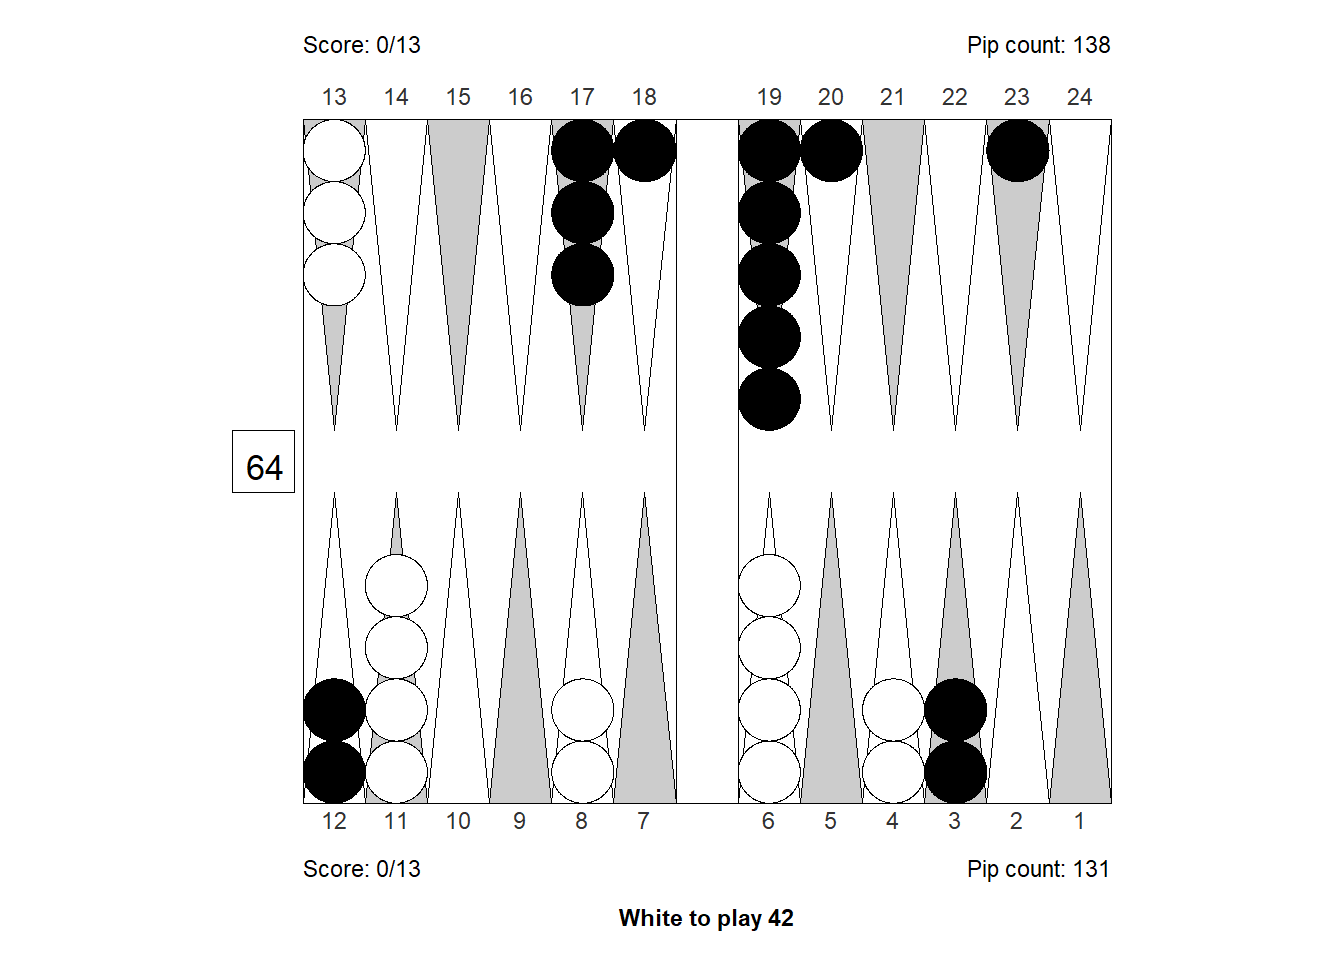 Score: 0/13 Pip count: 138
13 14 15 16 17 18 19 20 21 22 23 24
64
12 11 10 9 8 7 6 5 4 3 2 1
Score: 0/13 Pip count: 131
White to play 42